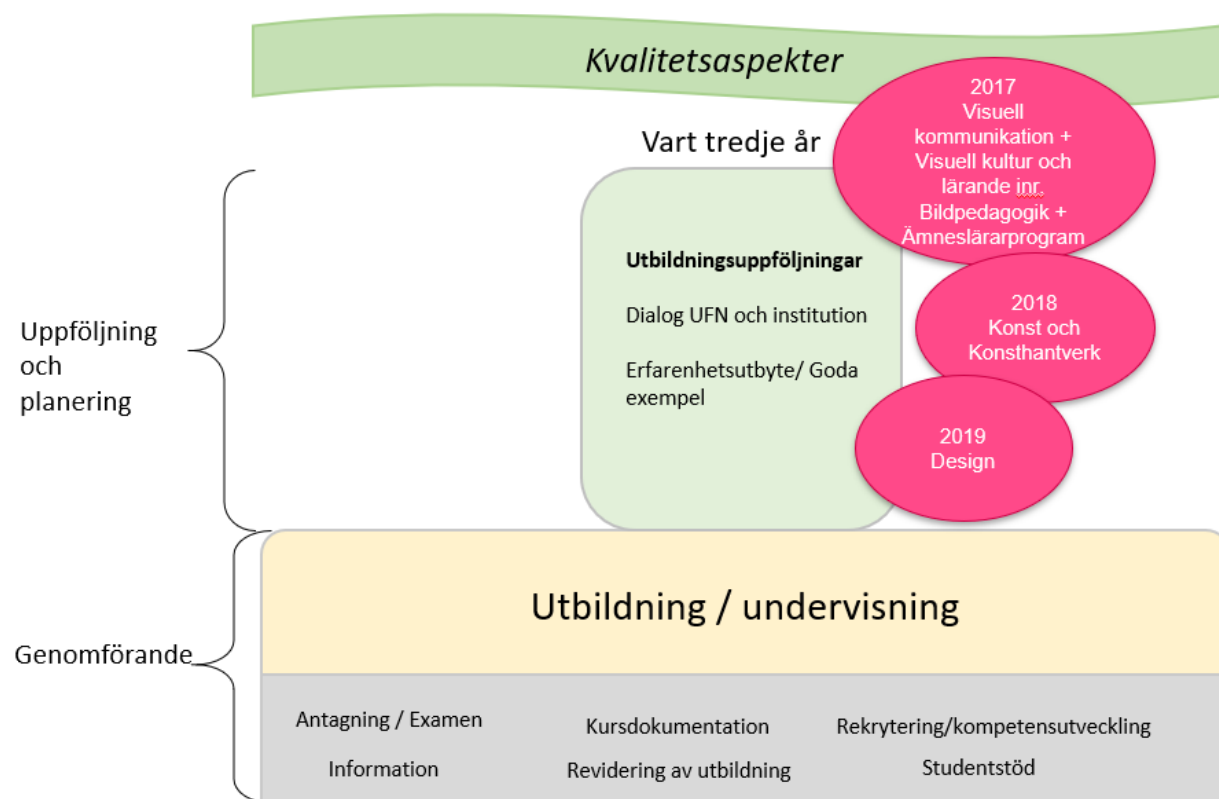 Kvalitetsaspekter
Vart tredje år
2017
Visuell
kommunikation +
Visuell kultur och
lärande inr.
Bildpedagogik +
Ämneslärarprogram
Utbildningsuppföljningar
Dialog UFN och institution
Erfarenhetsutbyte/ Goda
exempel
2018
Konst och
Konsthantverk
2019
Design
Uppföljning
och
planering
Utbildning / undervisning
Genomförande
Antagning / Examen
Kursdokumentation
Rekrytering/kompetensutveckling
Information
Revidering av utbildning
Studentstöd